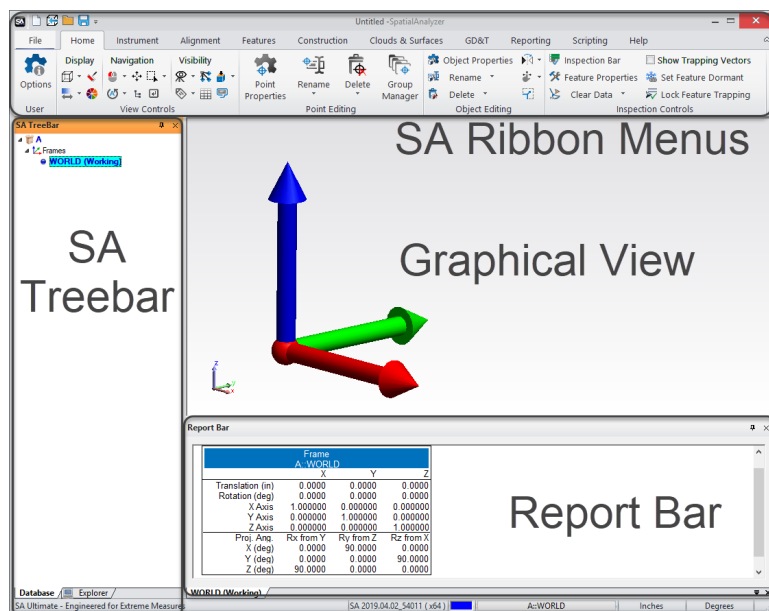 SA
Untitled -SpatialAnalyzer
File Home Instrument Alignment Features Construction Clouds & Surfaces GD&T Reporting Scripting Help
Options
User
Display Navigation Visibility
View Controls
Point Properties
Rename
Delete
Group Manager
Point Editing
Object Properties
Rename
Delete
Object Editing
Inspection Bar
Feature Properties
Clear Data
Show Trapping Vectors
Set Feature Dormant
Lock Feature Trapping
Inspection Controls
SA TreeBar
A
Frames
WORLD (Working)
SA
Treebar
Database Explorer
SA Ribbon Menus
Graphical View
z
y
x
Report Bar
Frame
A::WORLD
X Y Z
Translation (in) 0.0000 0.0000 0.0000
Rotation (deg) 0.0000 0.0000 0.0000
X Axis 1.000000 0.000000 0.000000
Y Axis 0.000000 1.000000 0.000000
Z Axis 0.000000 0.000000 1.000000
Proj. Ang. Rx from Y Ry from Z Rz from X
X (deg) 0.0000 90.0000 0.0000
Y (deg) 0.0000 0.0000 90.0000
Z (deg) 90.0000 0.0000 0.0000
Report Bar
WORLD (Working)
SA Ultimate - Engineered for Extreme Measures SA 2019.04.02_54011 ( x64 ) A::WORLD Inches Degrees